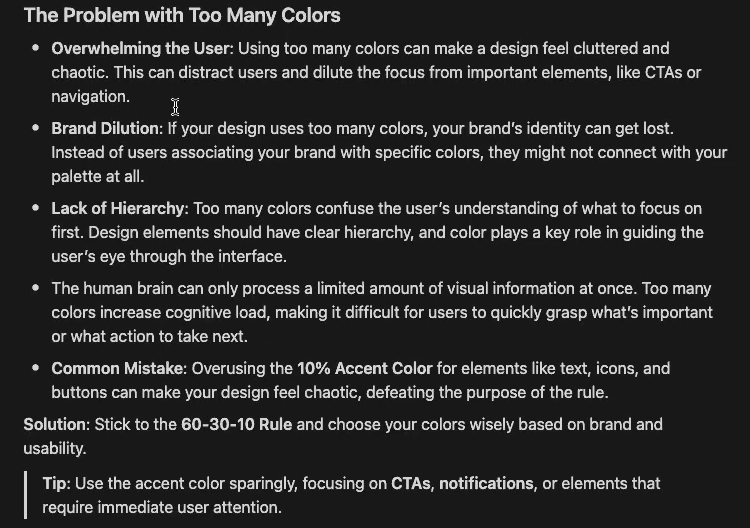 The Problem with Too Many Colors
• Overwhelming the User: Using too many colors can make a design feel cluttered and
chaotic. This can distract users and dilute the focus from important elements, like CTAs or
navigation.
• Brand Dilution: If your design uses too many colors, your brand's identity can get lost.
Instead of users associating your brand with specific colors, they might not connect with your
palette at all.
• Lack of Hierarchy: Too many colors confuse the user's understanding of what to focus on
first. Design elements should have clear hierarchy, and color plays a key role in guiding the
user's eye through the interface.
• The human brain can only process a limited amount of visual information at once. Too many
colors increase cognitive load, making it difficult for users to quickly grasp what's important
or what action to take next.
• Common Mistake: Overusing the 10% Accent Color for elements like text, icons, and
buttons can make your design feel chaotic, defeating the purpose of the rule.
Solution: Stick to the 60-30-10 Rule and choose your colors wisely based on brand and
usability.
Tip: Use the accent color sparingly, focusing on CTAs, notifications, or elements that
require immediate user attention.